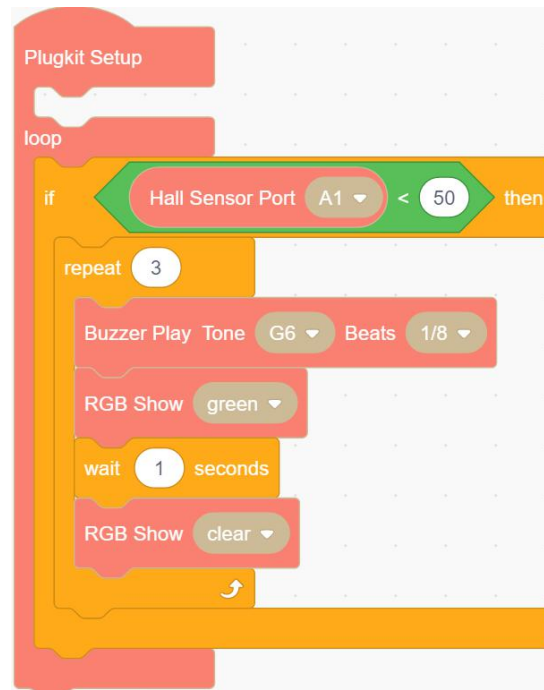 Plugkit Setup
loop
if Hall Sensor Port A1 < 50 then
repeat 3
Buzzer Play Tone G6 Beats 1/8
RGB Show green
wait 1 seconds
RGB Show clear